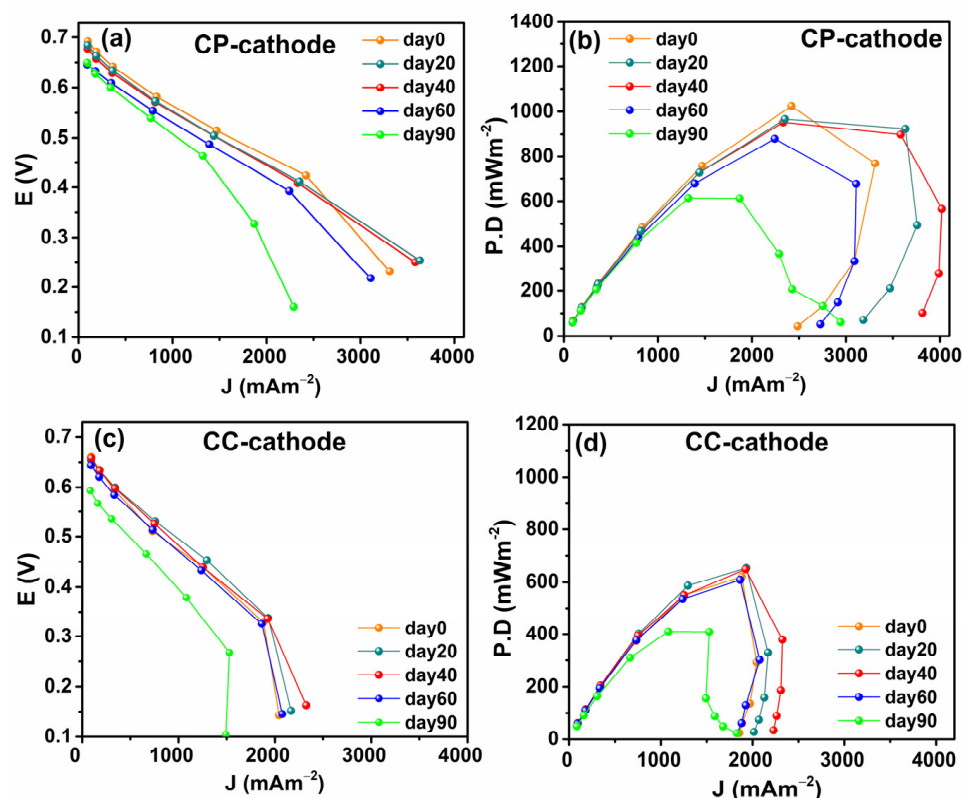 (a) CP-cathode
day0
day20
day40
day60
day90
0.7
0.6
0.5
0.4
0.3
0.2
0.1
E (V)
0 1000 2000 3000 4000
J (mAm⁻²)
(b) CP-cathode
day0
day20
day40
day60
day90
1400
1200
1000
800
600
400
200
0
P.D (mWm⁻²)
0 1000 2000 3000 4000
J (mAm⁻²)
(c) CC-cathode
0.7
0.6
0.5
0.4
0.3
0.2
0.1
E (V)
day0
day20
day40
day60
day90
0 1000 2000 3000 4000
J (mAm⁻²)
(d) CC-cathode
1200
1000
800
600
400
200
0
P.D (mWm⁻²)
day0
day20
day40
day60
day90
0 1000 2000 3000 4000
J (mAm⁻²)